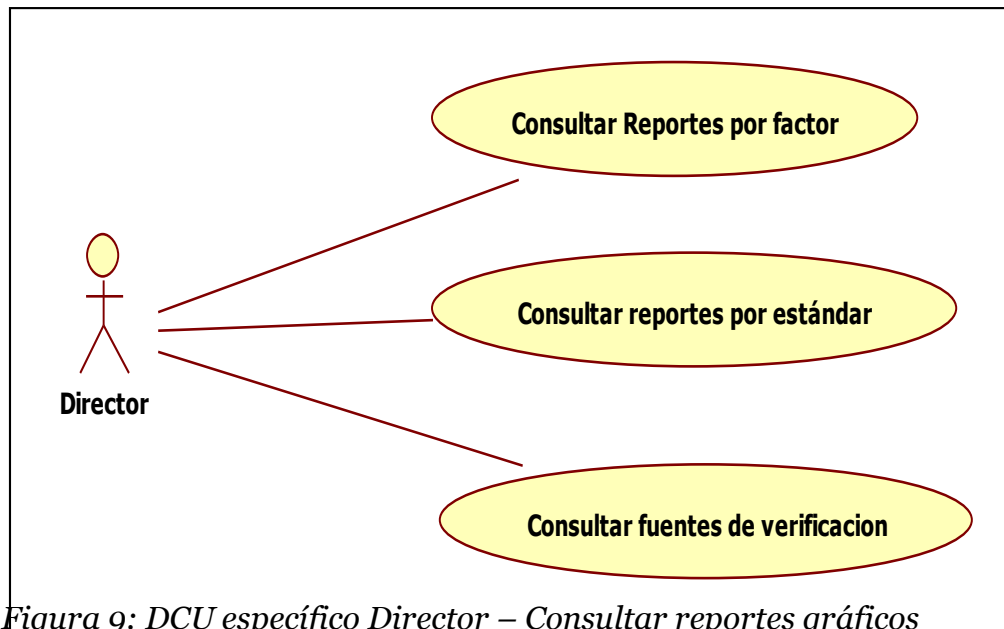 Consultar Reportes por factor
Consultar reportes por estándar
Director
Consultar fuentes de verificacion
Figura 9: DCU específico Director – Consultar reportes gráficos